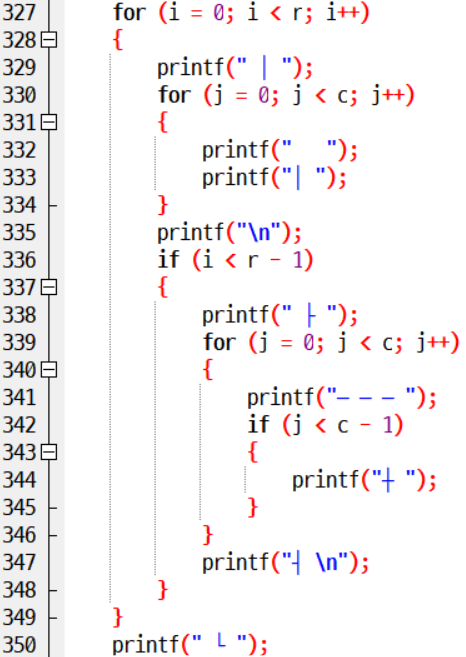 327 for (i = 0; i < r; i++)
328 {
329 printf(" │ ");
330 for (j = 0; j < c; j++)
331 {
332 printf("   ");
333 printf("│ ");
334 }
335 printf("\n");
336 if (i < r - 1)
337 {
338 printf(" ├ ");
339 for (j = 0; j < c; j++)
340 {
341 printf("─ ─ ─ ");
342 if (j < c - 1)
343 {
344 printf("┼ ");
345 }
346 }
347 printf("┤ \n");
348 }
349 }
350 printf(" └ ");